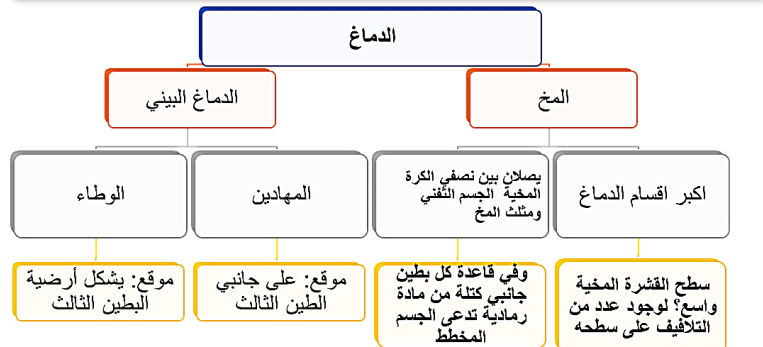 الدماغ
المخ
الدماغ البيني
اكبر اقسام الدماغ
يصلان بين نصفي الكرة
المخية الجسم الثفني
ومثلث المخ
المهادين
الوطاء
سطح القشرة المخية
واسع؟ لوجود عدد من
التلافيف على سطحه
وفي قاعدة كل بطين
جانبي كتلة من مادة
رمادية تدعى الجسم
المخطط
موقع: على جانبي
الطين الثالث
موقع: يشكل أرضية
البطين الثالث